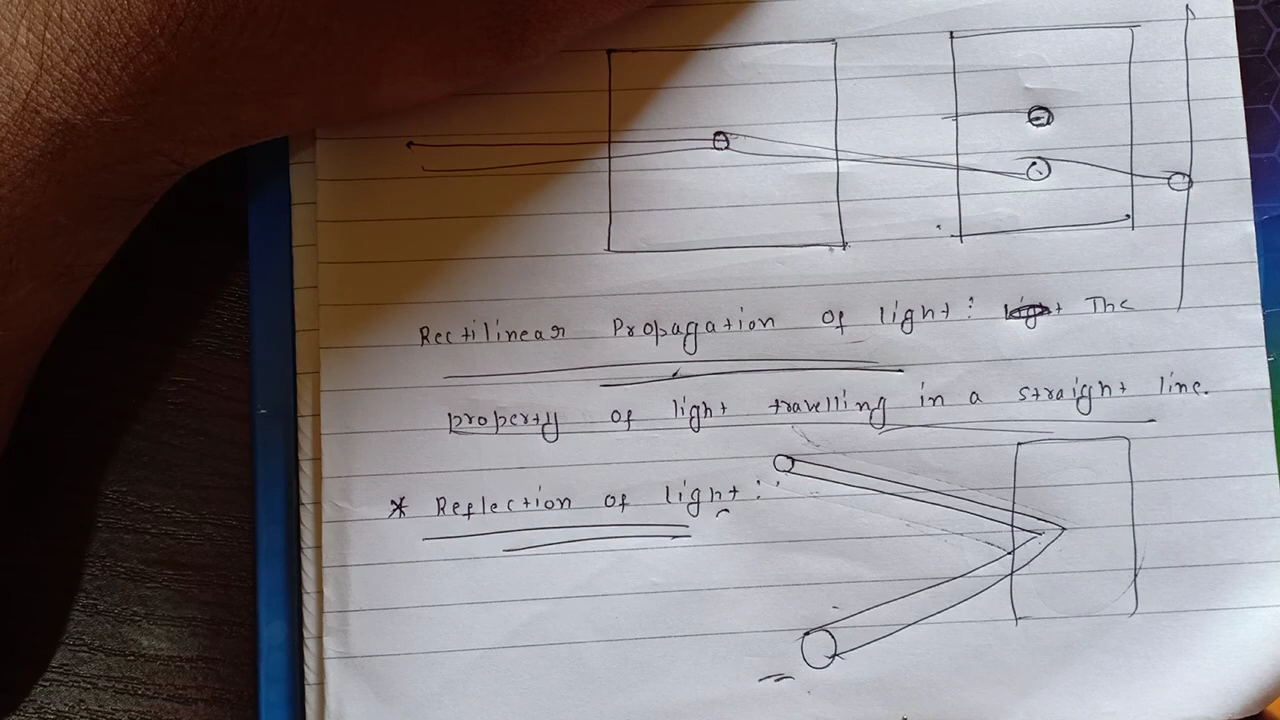 Rectilinear Propagation of light: The
property of light travelling in a straight line.
* Reflection of light: